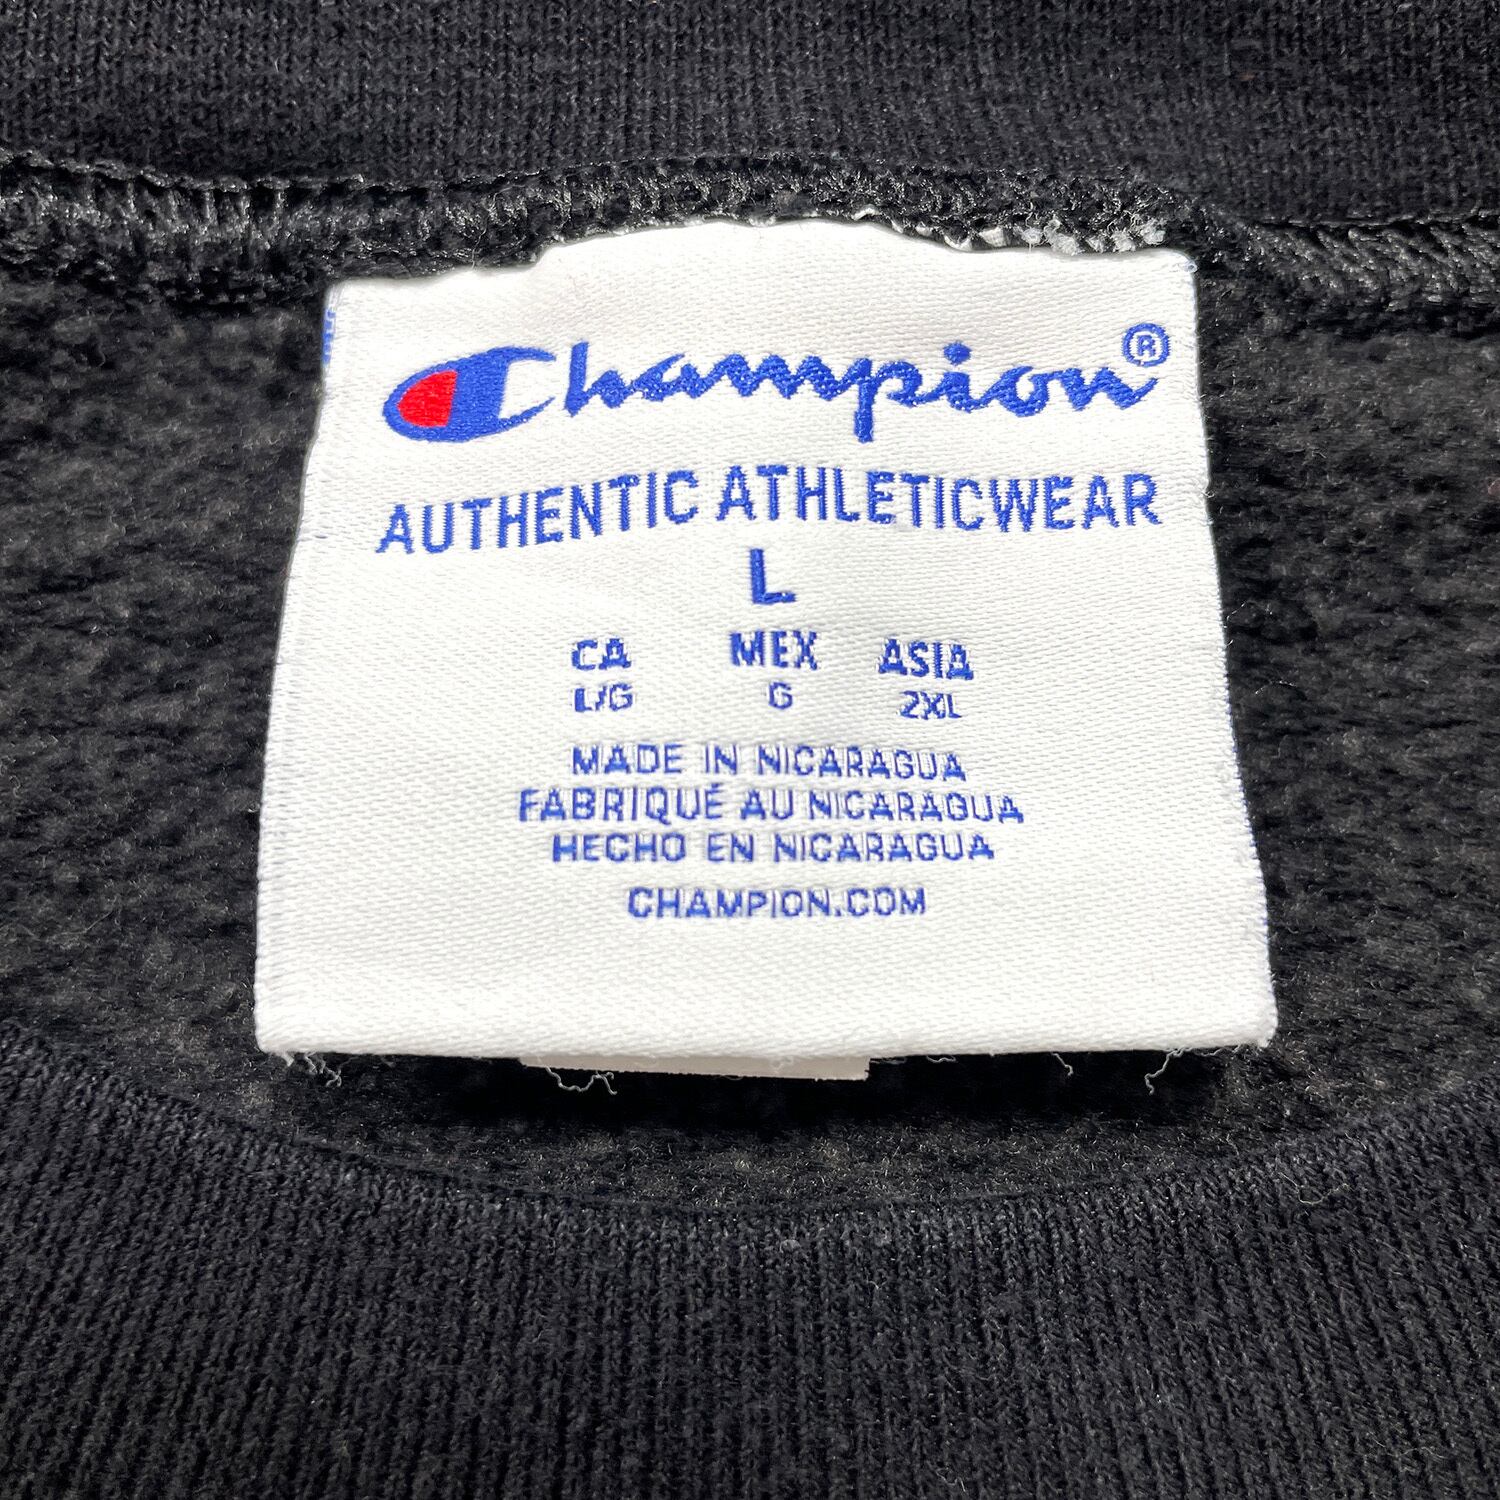 Champion®
AUTHENTIC ATHLETICWEAR
L
CA MEX ASIA
L/G G 2XL
MADE IN NICARAGUA
FABRIQUÉ AU NICARAGUA
HECHO EN NICARAGUA
CHAMPION.COM